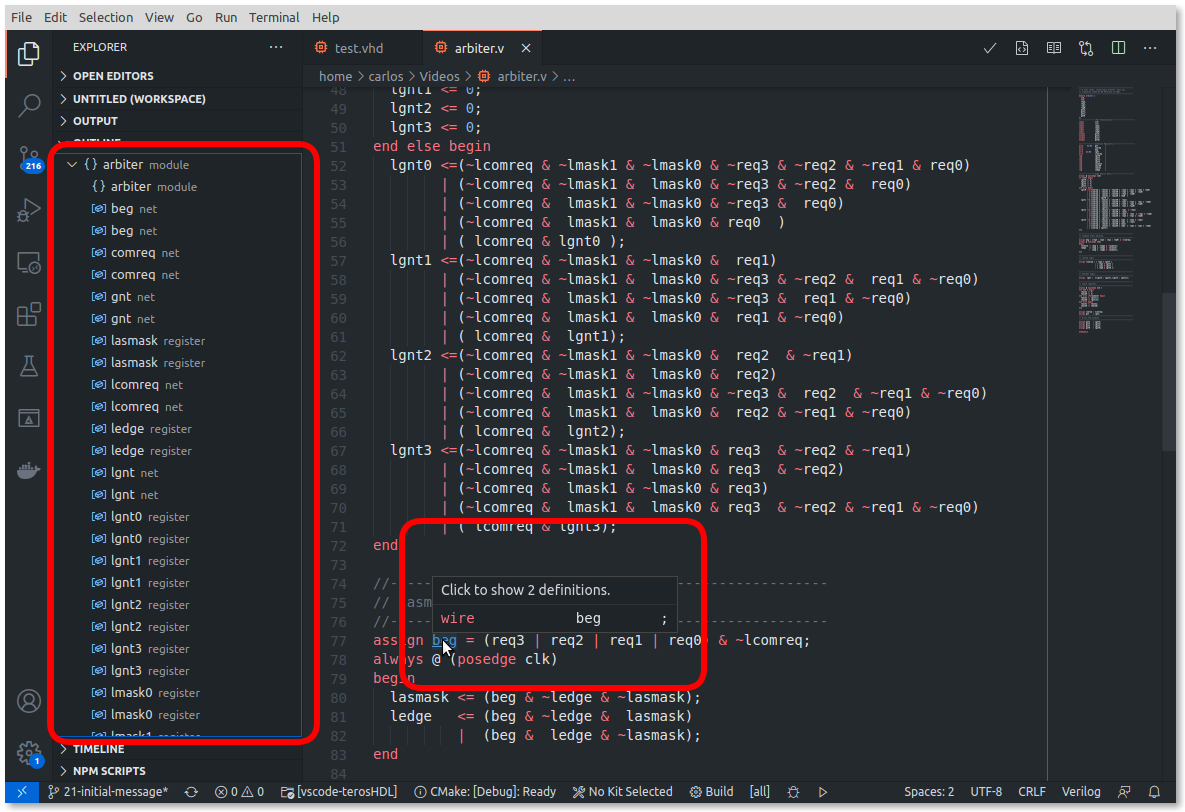 File Edit Selection View Go Run Terminal Help
EXPLORER ···
test.vhd
arbiter.v ×
OPEN EDITORS
UNTITLED (WORKSPACE)
OUTPUT
OUTLINE
home > carlos > Videos > arbiter.v > ...
216
{} arbiter module
{} arbiter module
beg net
beg net
comreq net
comreq net
gnt net
gnt net
lasmask register
lasmask register
lcomreq net
lcomreq net
ledge register
ledge register
lgnt net
lgnt net
lgnt0 register
lgnt0 register
lgnt1 register
lgnt1 register
lgnt2 register
lgnt2 register
lgnt3 register
lgnt3 register
lmask0 register
lmask0 register
lmask1 register
TIMELINE
NPM SCRIPTS
1
48 lgnt1 <= 0;
49 lgnt2 <= 0;
50 lgnt3 <= 0;
51 end else begin
52 lgnt0 <=(~lcomreq & ~lmask1 & ~lmask0 & ~req3 & ~req2 & ~req1 & req0)
53 | (~lcomreq & ~lmask1 &  lmask0 & ~req3 & ~req2 &  req0)
54 | (~lcomreq &  lmask1 & ~lmask0 & ~req3 &  req0)
55 | (~lcomreq &  lmask1 &  lmask0 & req0  )
56 | ( lcomreq & lgnt0 );
57 lgnt1 <=(~lcomreq & ~lmask1 & ~lmask0 &  req1)
58 | (~lcomreq & ~lmask1 &  lmask0 & ~req3 & ~req2 &  req1 & ~req0)
59 | (~lcomreq &  lmask1 & ~lmask0 & ~req3 &  req1 & ~req0)
60 | (~lcomreq &  lmask1 &  lmask0 &  req1 & ~req0)
61 | ( lcomreq &  lgnt1);
62 lgnt2 <=(~lcomreq & ~lmask1 & ~lmask0 &  req2  & ~req1)
63 | (~lcomreq & ~lmask1 &  lmask0 &  req2)
64 | (~lcomreq &  lmask1 & ~lmask0 & ~req3 &  req2  & ~req1 & ~req0)
65 | (~lcomreq &  lmask1 &  lmask0 &  req2 & ~req1 & ~req0)
66 | ( lcomreq &  lgnt2);
67 lgnt3 <=(~lcomreq & ~lmask1 & ~lmask0 & req3  & ~req2 & ~req1)
68 | (~lcomreq & ~lmask1 &  lmask0 & req3  & ~req2)
69 | (~lcomreq &  lmask1 & ~lmask0 & req3)
70 | (~lcomreq &  lmask1 &  lmask0 & req3  & ~req2 & ~req1 & ~req0)
71 | ( lcomreq & lgnt3);
72 end
73
74 //----- ------------------
Click to show 2 definitions.
75 // asm
wire beg ;
76 //----- ------------------
77 assign beg = (req3 | req2 | req1 | req0) & ~lcomreq;
78 always @ (posedge clk)
79 begin
80 lasmask <= (beg & ~ledge & ~lasmask);
81 ledge   <= (beg & ~ledge &  lasmask)
82 |  (beg &  ledge & ~lasmask);
83 end
84
21-initial-message* 0 0 [vscode-terosHDL] CMake: [Debug]: Ready No Kit Selected Build [all] Spaces: 2 UTF-8 CRLF Verilog